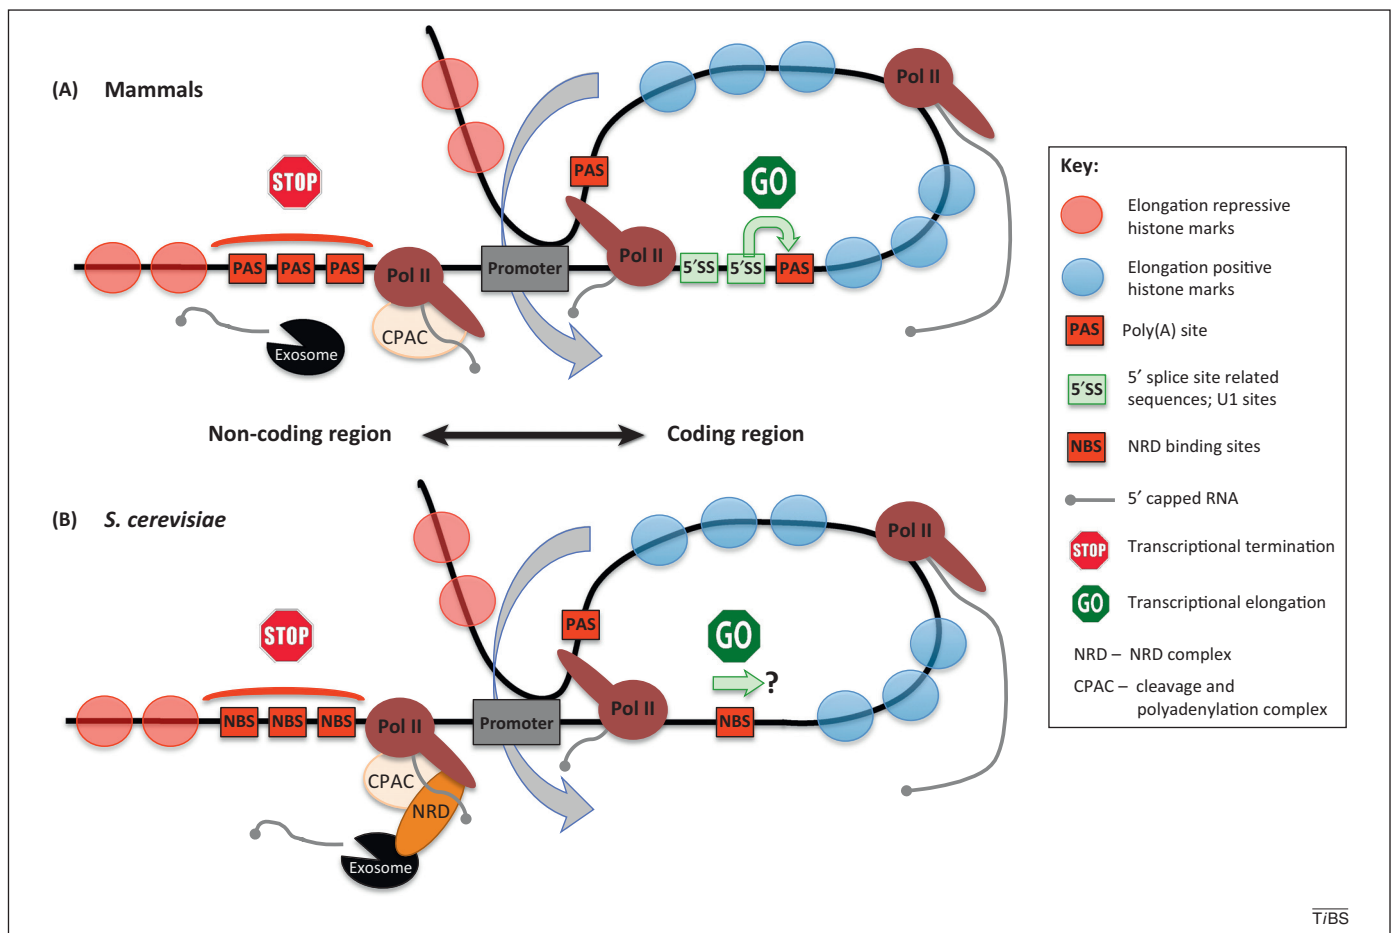 (A) Mammals
STOP
PAS PAS PAS
Pol II
CPAC
Exosome
Promoter
PAS
Pol II
5′SS 5′SS PAS
GO
Pol II
Non-coding region Coding region
(B) S. cerevisiae
STOP
NBS NBS NBS
Pol II
CPAC
NRD
Exosome
Promoter
PAS
Pol II
GO
?
NBS
Pol II
Key:
Elongation repressive
histone marks
Elongation positive
histone marks
PAS Poly(A) site
5′SS 5′ splice site related
sequences; U1 sites
NBS NRD binding sites
5′ capped RNA
STOP Transcriptional termination
GO Transcriptional elongation
NRD – NRD complex
CPAC – cleavage and
polyadenylation complex
TiBS